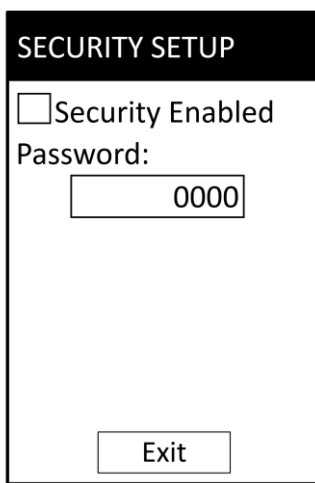 SECURITY SETUP
Security Enabled
Password:
0000
Exit